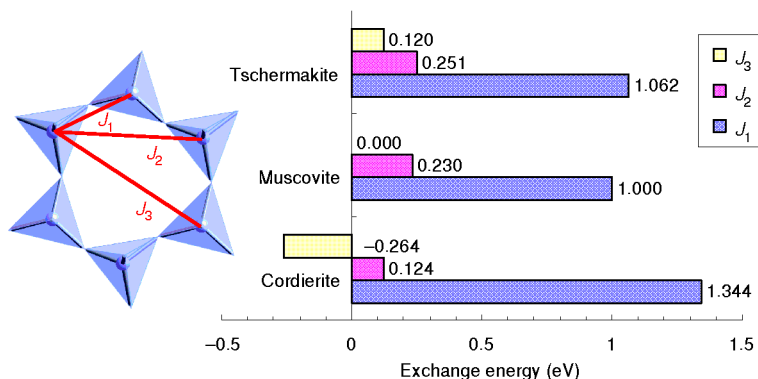 J1
J2
J3
Tschermakite
0.120
0.251
1.062
Muscovite
0.000
0.230
1.000
Cordierite
−0.264
0.124
1.344
−0.5
0
0.5
1
1.5
Exchange energy (eV)
J3
J2
J1